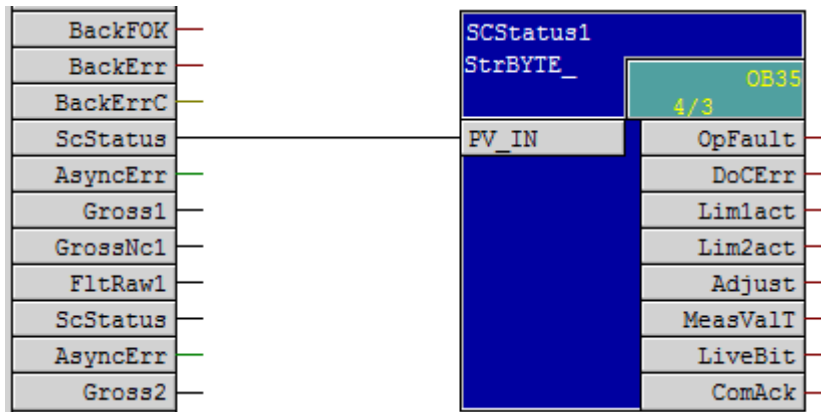 BackFOK
BackErr
BackErrC
ScStatus
AsyncErr
Gross1
GrossNc1
FltRaw1
ScStatus
AsyncErr
Gross2
SCStatus1
StrBYTE_
OB35
4/3
PV_IN
OpFault
DoCErr
Lim1act
Lim2act
Adjust
MeasValT
LiveBit
ComAck